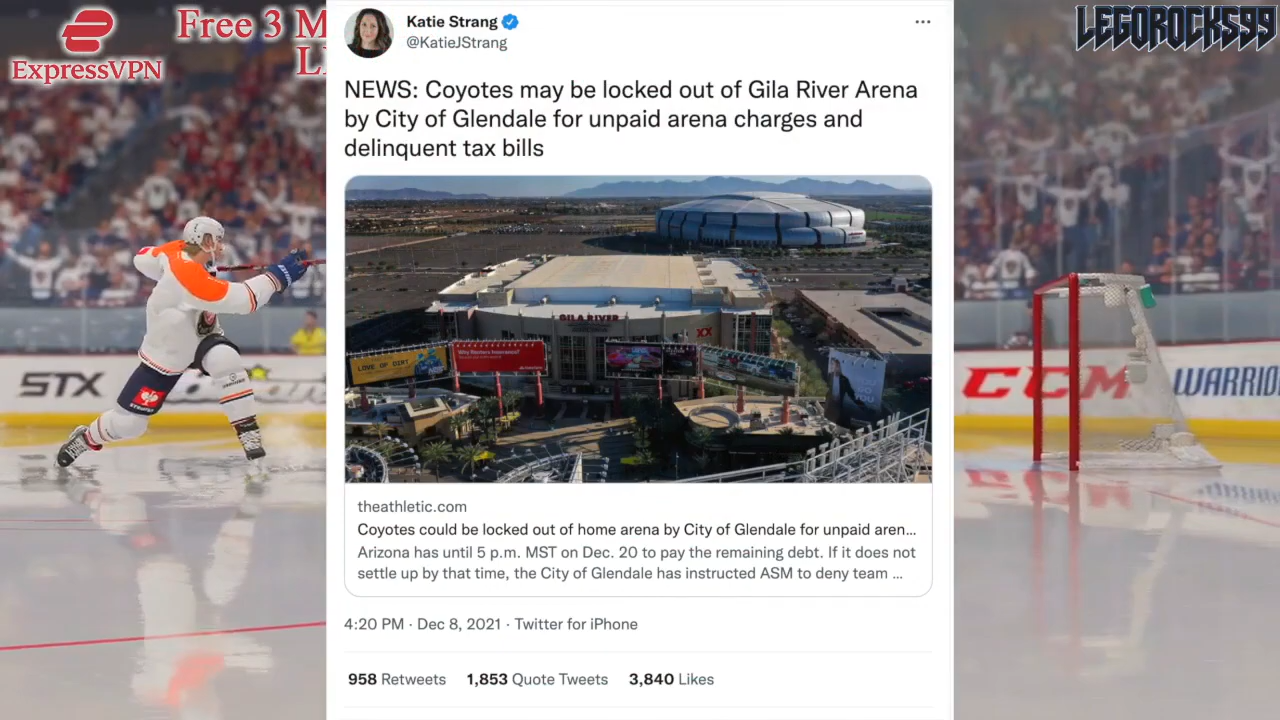 ExpressVPN
Free 3 M
LEGOROCKS99
Katie Strang
@KatieJStrang
NEWS: Coyotes may be locked out of Gila River Arena
by City of Glendale for unpaid arena charges and
delinquent tax bills
GILA RIVER
theathletic.com
Coyotes could be locked out of home arena by City of Glendale for unpaid aren...
Arizona has until 5 p.m. MST on Dec. 20 to pay the remaining debt. If it does not
settle up by that time, the City of Glendale has instructed ASM to deny team ...
4:20 PM · Dec 8, 2021 · Twitter for iPhone
958 Retweets 1,853 Quote Tweets 3,840 Likes
STX
CCM
WARRIO